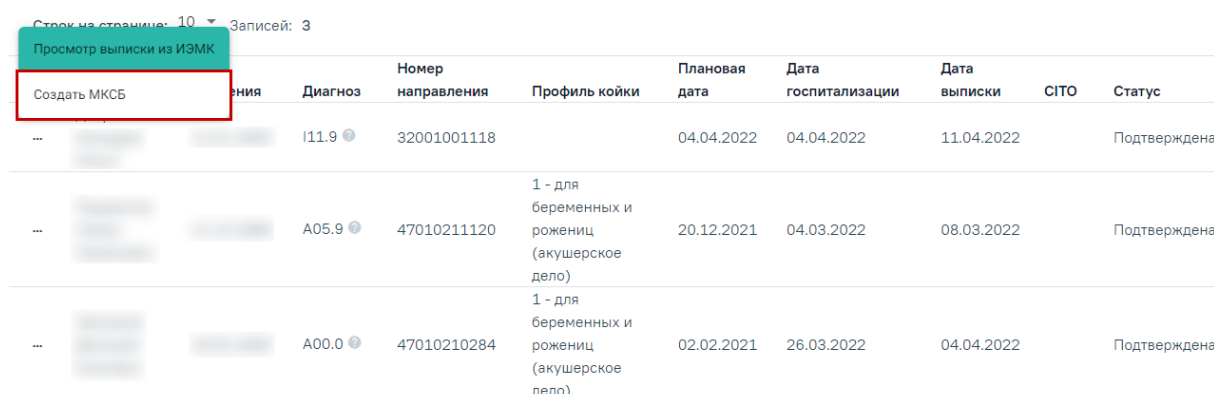 Строк на странице: 10 Записей: 3
Просмотр выписки из ИЭМК
Создать МКСБ
ения Диагноз Номер направления Профиль койки Плановая дата Дата госпитализации Дата выписки CITO Статус
... I11.9 32001001118 04.04.2022 04.04.2022 11.04.2022 Подтверждена
... A05.9 47010211120 1 - для беременных и рожениц (акушерское дело) 20.12.2021 04.03.2022 08.03.2022 Подтверждена
... A00.0 47010210284 1 - для беременных и рожениц (акушерское дело) 02.02.2021 26.03.2022 04.04.2022 Подтверждена